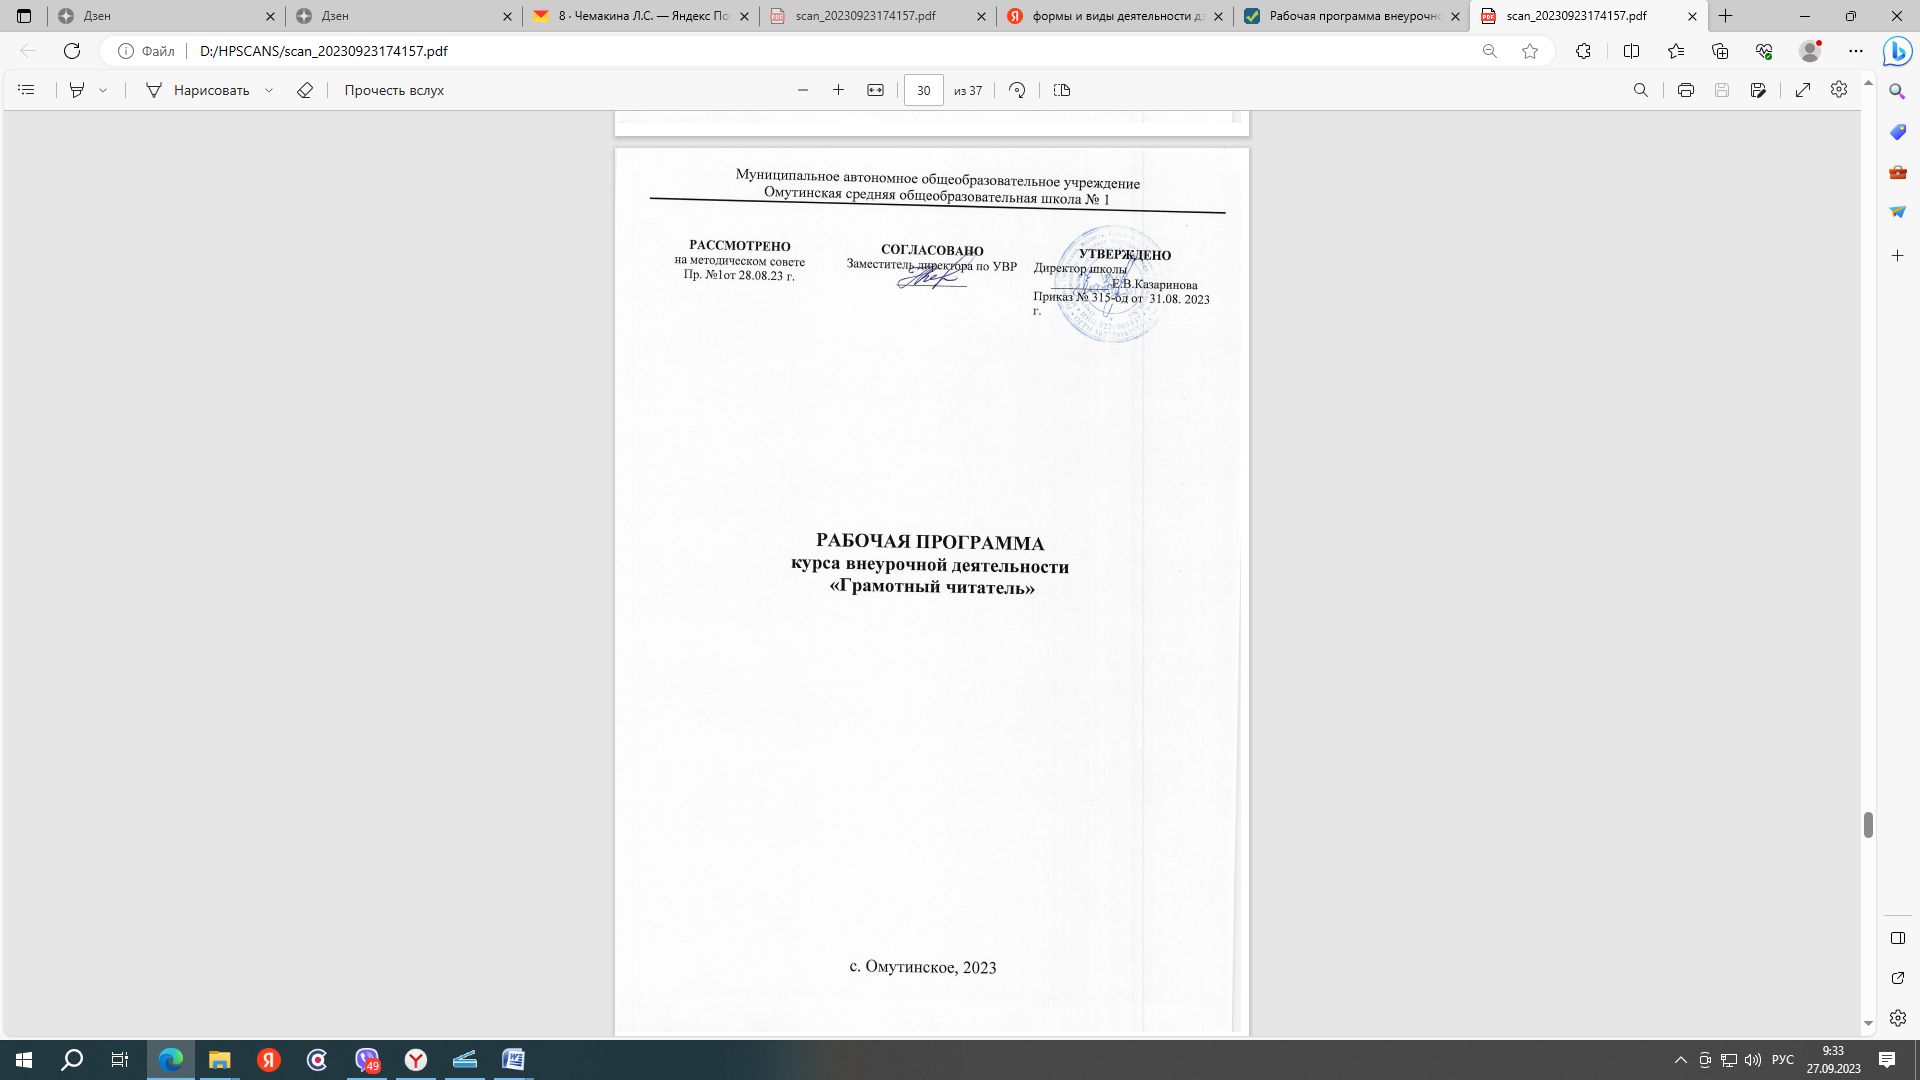 Дзен
Дзен
8 · Чемакина Л.С. — Яндекс По
scan_20230923174157.pdf
формы и виды деятельности д
Рабочая программа внеурочно
scan_20230923174157.pdf
Файл
D:/HPSCANS/scan_20230923174157.pdf
Нарисовать
Прочесть вслух
30
из 37
Муниципальное автономное общеобразовательное учреждение
Омутинская средняя общеобразовательная школа № 1
РАССМОТРЕНО
на методическом совете
Пр. №1от 28.08.23 г.
СОГЛАСОВАНО
Заместитель директора по УВР
УТВЕРЖДЕНО
Директор школы
Е.В.Казаринова
Приказ № 315-од от 31.08. 2023
г.
РАБОЧАЯ ПРОГРАММА
курса внеурочной деятельности
«Грамотный читатель»
с. Омутинское, 2023
49
РУС
9:33
27.09.2023